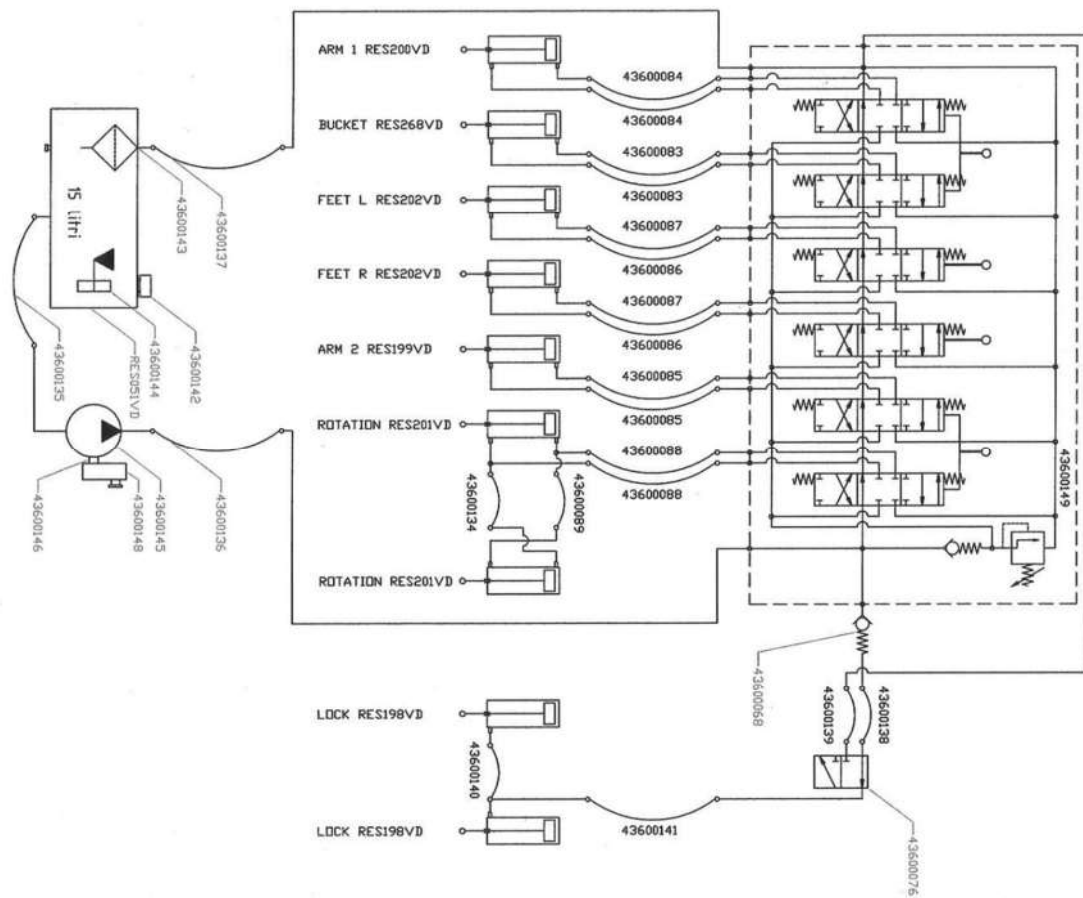 ARM 1 RES200VD
43600084
43600084
BUCKET RES268VD
43600083
43600083
FEET L RES202VD
43600087
43600086
FEET R RES202VD
43600087
43600086
ARM 2 RES199VD
43600085
43600085
ROTATION RES201VD
43600088
43600088
43600134
43600089
ROTATION RES201VD
15 litri
43600143
43600137
43600135
RES051VD
43600144
43600142
43600146
43600148
43600145
43600136
43600149
43600068
43600139
43600138
LOCK RES198VD
43600140
43600141
LOCK RES198VD
43600076